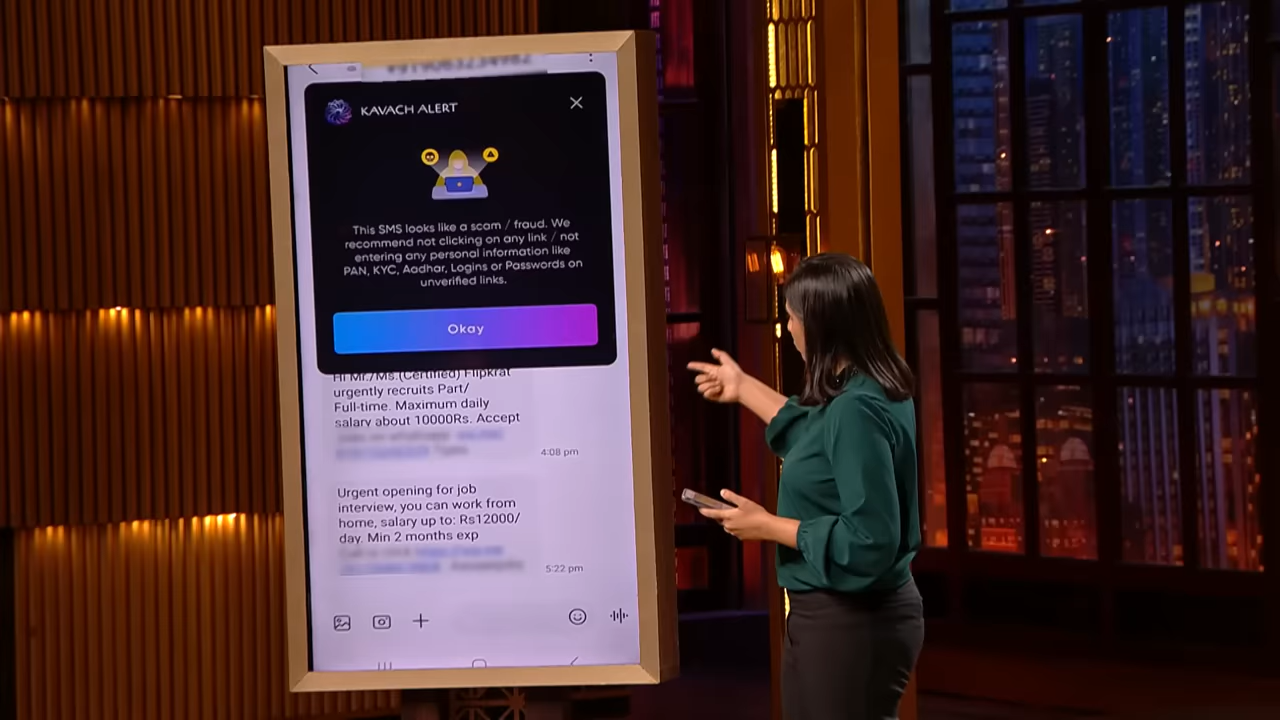 KAVACH ALERT
This SMS looks like a scam / fraud. We
recommend not clicking on any link / not
entering any personal information like
PAN, KYC, Aadhar, Logins or Passwords on
unverified links.
Okay
Hi Mr./Ms.(Certified) Flipkrat
urgently recruits Part/
Full-time. Maximum daily
salary about 10000Rs. Accept
4:08 pm
Urgent opening for job
interview, you can work from
home, salary up to: Rs12000/
day. Min 2 months exp
5:22 pm